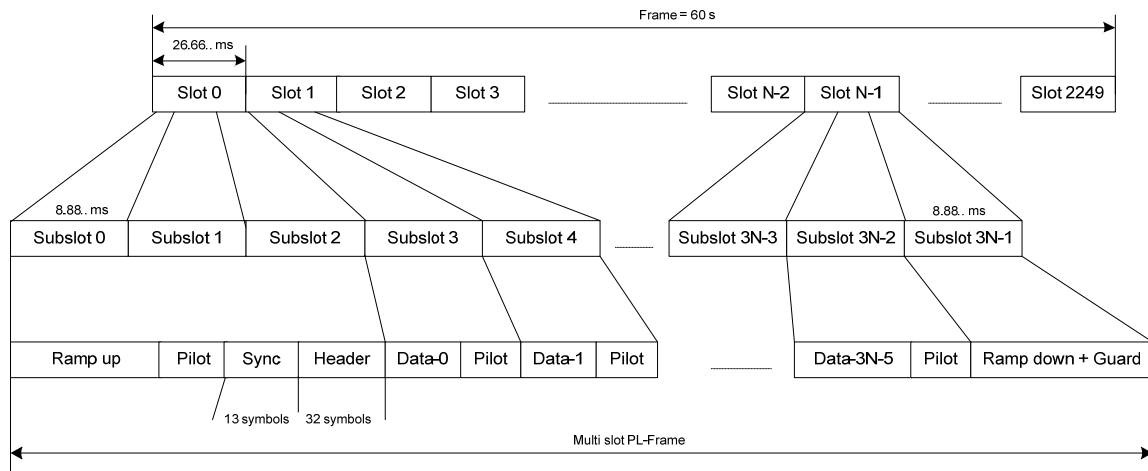 Frame = 60 s
26.66.. ms
Slot 0 Slot 1 Slot 2 Slot 3 Slot N-2 Slot N-1 Slot 2249
8.88.. ms 8.88.. ms
Subslot 0 Subslot 1 Subslot 2 Subslot 3 Subslot 4 Subslot 3N-3 Subslot 3N-2 Subslot 3N-1
Ramp up Pilot Sync Header Data-0 Pilot Data-1 Pilot Data-3N-5 Pilot Ramp down + Guard
13 symbols 32 symbols
Multi slot PL-Frame